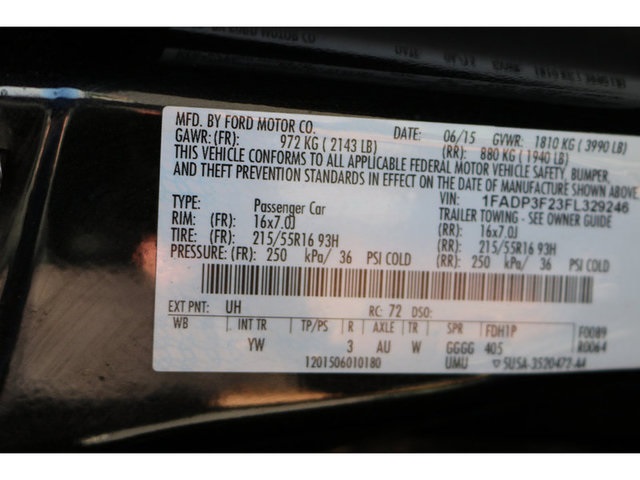 MFD. BY FORD MOTOR CO. DATE: 06/15 GVWR: 1810 KG ( 3990 LB)
GAWR: (FR): 972 KG ( 2143 LB) (RR): 880 KG ( 1940 LB)
THIS VEHICLE CONFORMS TO ALL APPLICABLE FEDERAL MOTOR VEHICLE SAFETY, BUMPER,
AND THEFT PREVENTION STANDARDS IN EFFECT ON THE DATE OF MANUFACTURE SHOWN ABOVE.
VIN: 1FADP3F23FL329246
TYPE: Passenger Car TRAILER TOWING - SEE OWNER GUIDE
RIM: (FR): 16x7.0J (RR): 16x7.0J
TIRE: (FR): 215/55R16 93H (RR): 215/55R16 93H
PRESSURE: (FR): 250 kPa/ 36 PSI COLD (RR): 250 kPa/ 36 PSI COLD
EXT PNT: UH RC: 72 DSO:
WB INT TR TP/PS R AXLE TR SPR FDH1P F0089
YW 3 AU W GGGG 405 R0064
1201506010180 UMU 5USA-3520472-AA